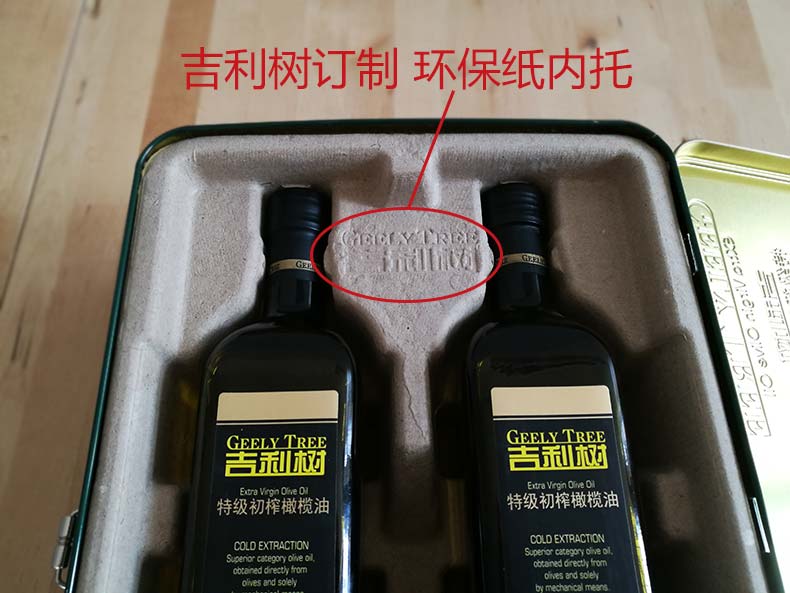 吉利树订制 环保纸内托
GEELY TREE
吉利树
GEELY TREE
吉利树
Extra Virgin Olive Oil
特级初榨橄榄油
COLD EXTRACTION
Superior category olive oil,
obtained directly from
olives and solely
by mechanical means.
GEELY TREE
吉利树
Extra Virgin Olive Oil
特级初榨橄榄油
COLD EXTRACTION
Superior category olive oil,
obtained directly from
olives and solely
by mechanical means.